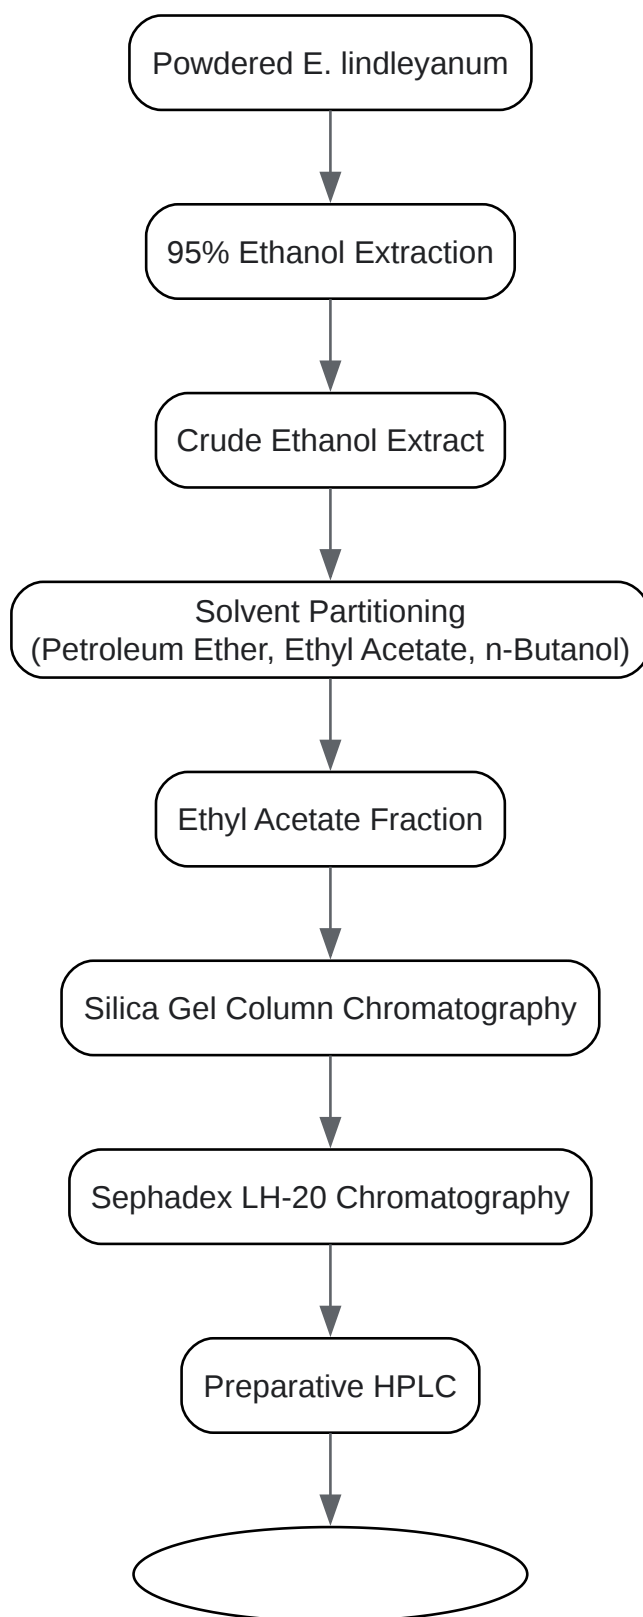 Powdered E. lindleyanum
95% Ethanol Extraction
Crude Ethanol Extract
Solvent Partitioning
(Petroleum Ether, Ethyl Acetate, n-Butanol)
Ethyl Acetate Fraction
Silica Gel Column Chromatography
Sephadex LH-20 Chromatography
Preparative HPLC